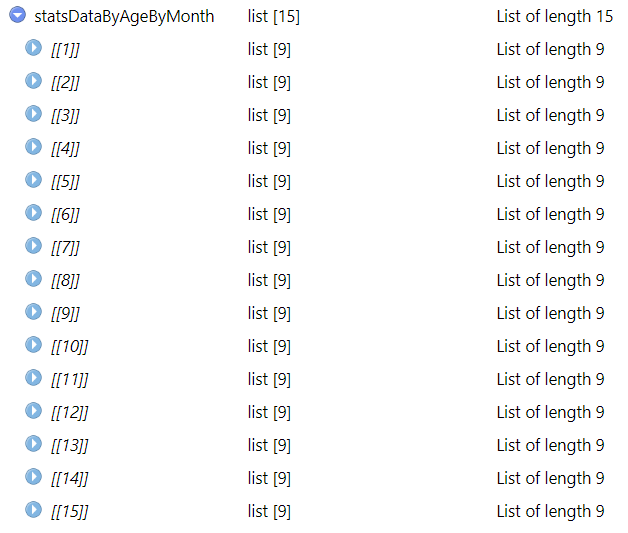 statsDataByAgeByMonth list [15] List of length 15
[[1]] list [9] List of length 9
[[2]] list [9] List of length 9
[[3]] list [9] List of length 9
[[4]] list [9] List of length 9
[[5]] list [9] List of length 9
[[6]] list [9] List of length 9
[[7]] list [9] List of length 9
[[8]] list [9] List of length 9
[[9]] list [9] List of length 9
[[10]] list [9] List of length 9
[[11]] list [9] List of length 9
[[12]] list [9] List of length 9
[[13]] list [9] List of length 9
[[14]] list [9] List of length 9
[[15]] list [9] List of length 9